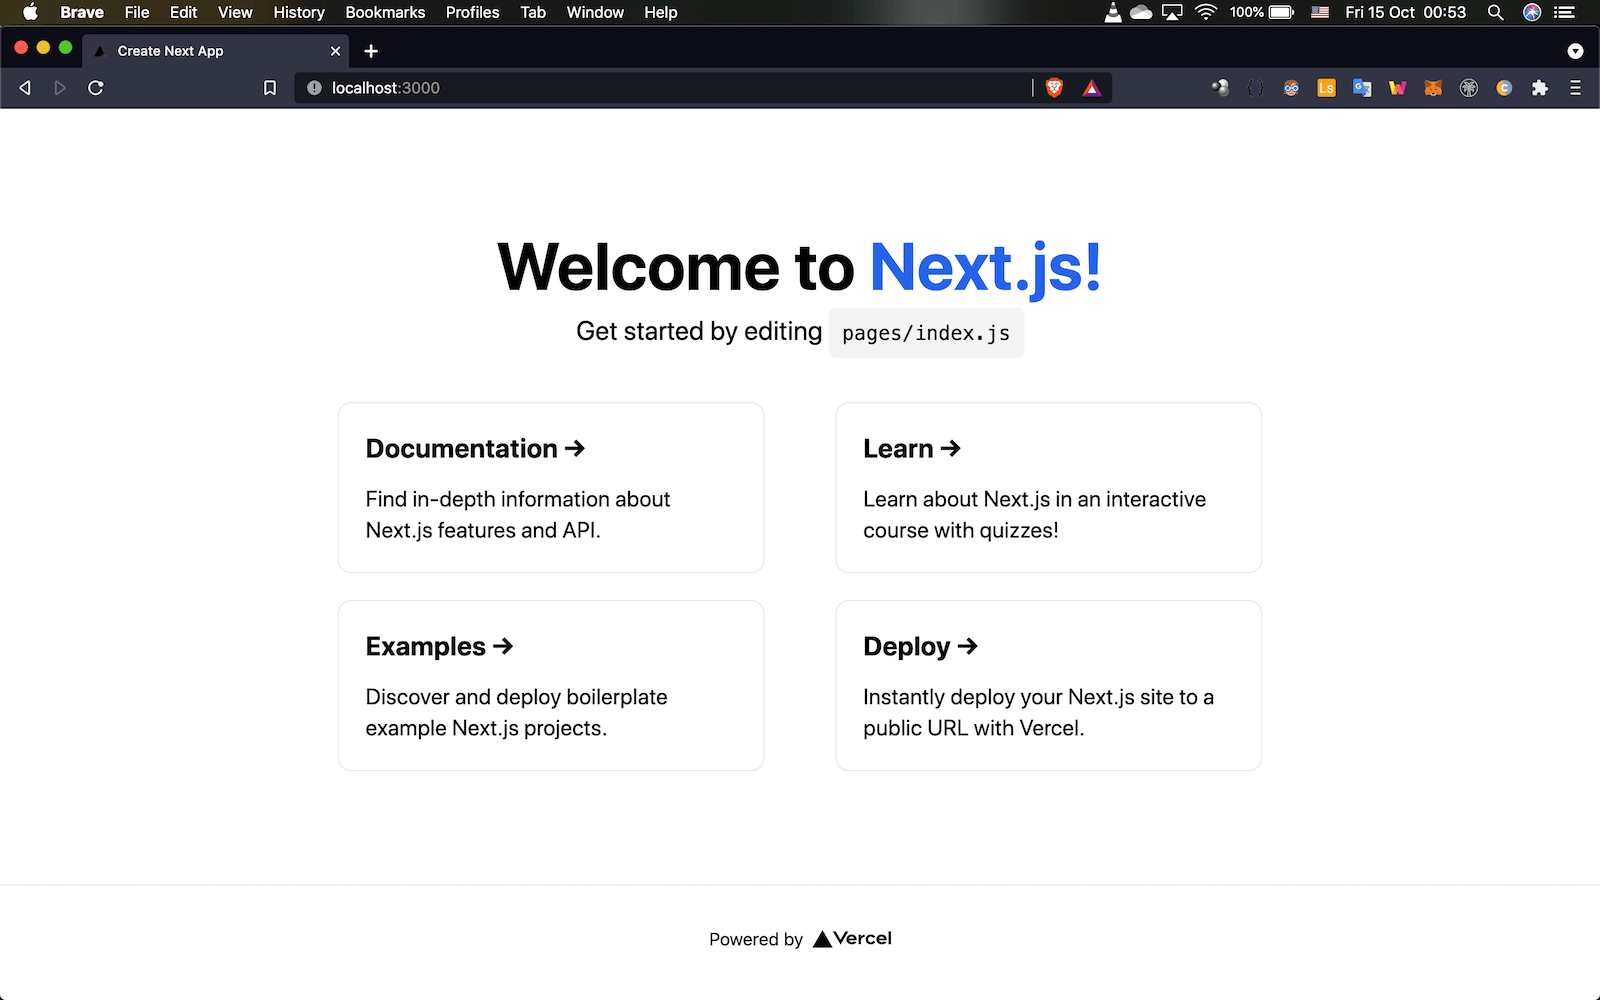 Brave File Edit View History Bookmarks Profiles Tab Window Help 100% Fri 15 Oct 00:53
Create Next App
localhost:3000
Ls
Welcome to Next.js!
Get started by editing pages/index.js
Documentation →
Find in-depth information about
Next.js features and API.
Learn →
Learn about Next.js in an interactive
course with quizzes!
Examples →
Discover and deploy boilerplate
example Next.js projects.
Deploy →
Instantly deploy your Next.js site to a
public URL with Vercel.
Powered by Vercel